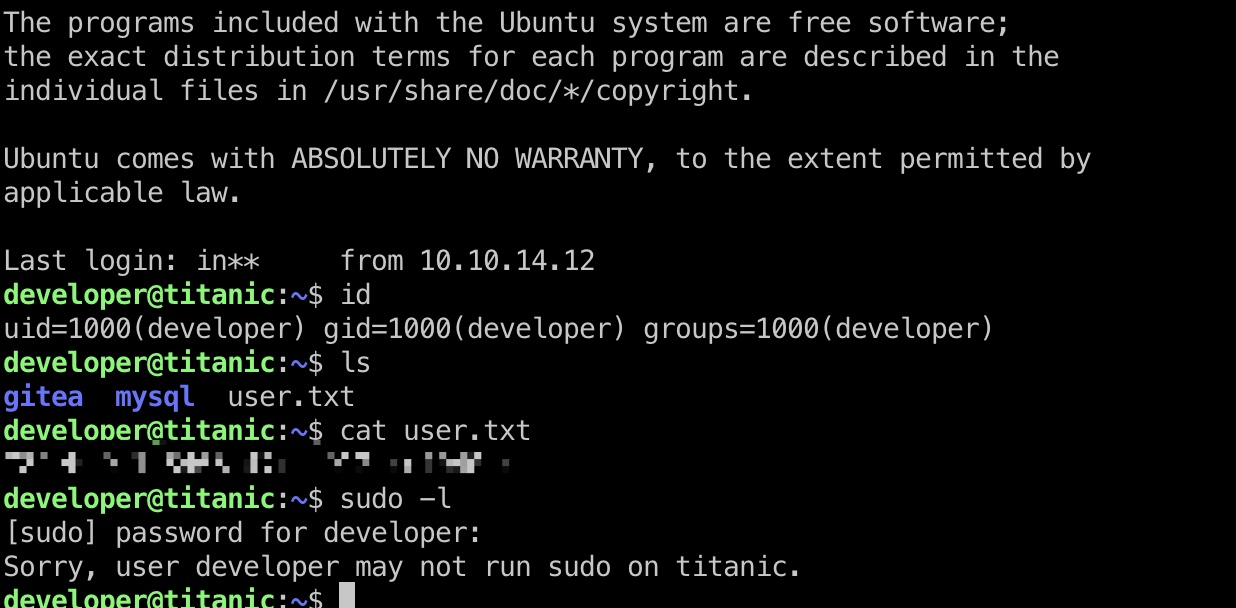 The programs included with the Ubuntu system are free software;
the exact distribution terms for each program are described in the
individual files in /usr/share/doc/*/copyright.
Ubuntu comes with ABSOLUTELY NO WARRANTY, to the extent permitted by
applicable law.
Last login: in**     from 10.10.14.12
developer@titanic:~$ id
uid=1000(developer) gid=1000(developer) groups=1000(developer)
developer@titanic:~$ ls
gitea  mysql  user.txt
developer@titanic:~$ cat user.txt
developer@titanic:~$ sudo -l
[sudo] password for developer:
Sorry, user developer may not run sudo on titanic.
developer@titanic:~$